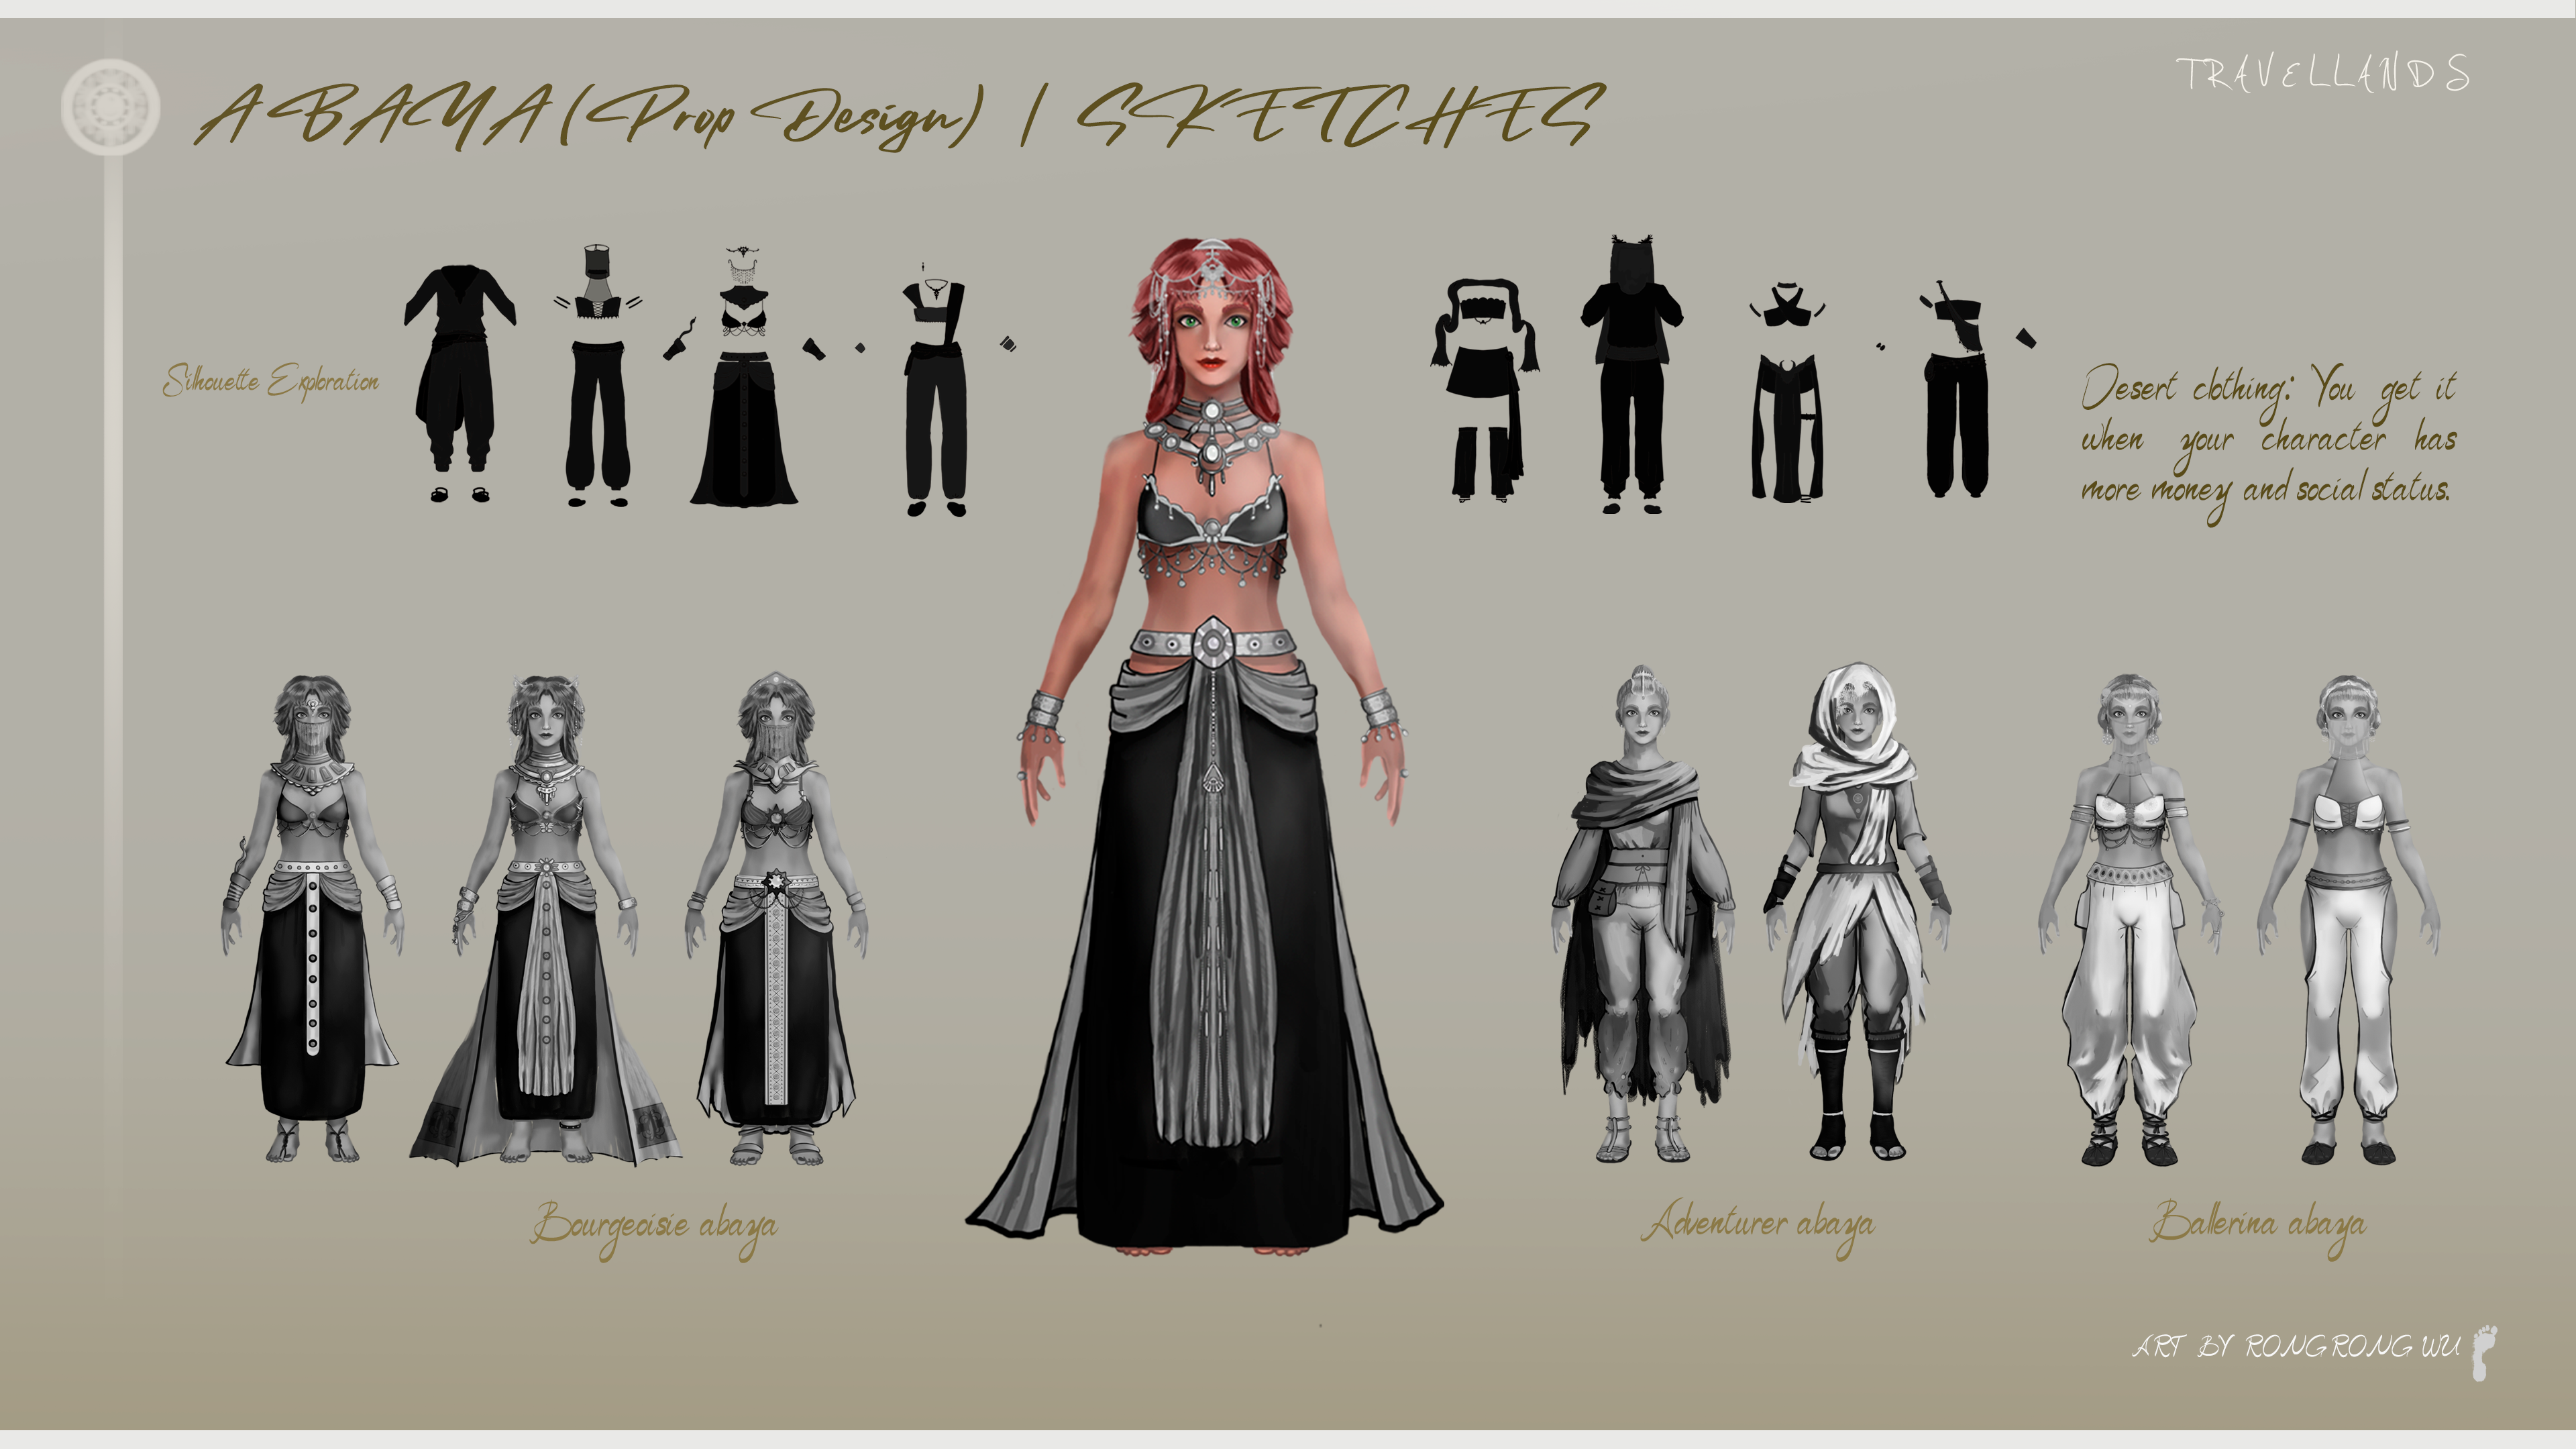 ABAYA (Prop Design) | SKETCHES
TRAVELLANDS
Silhouette Exploration
Desert clothing: You get it
when your character has
more money and social status.
Bourgeoisie abaya
Adventurer abaya
Ballerina abaya
ART BY RONGRONG WU